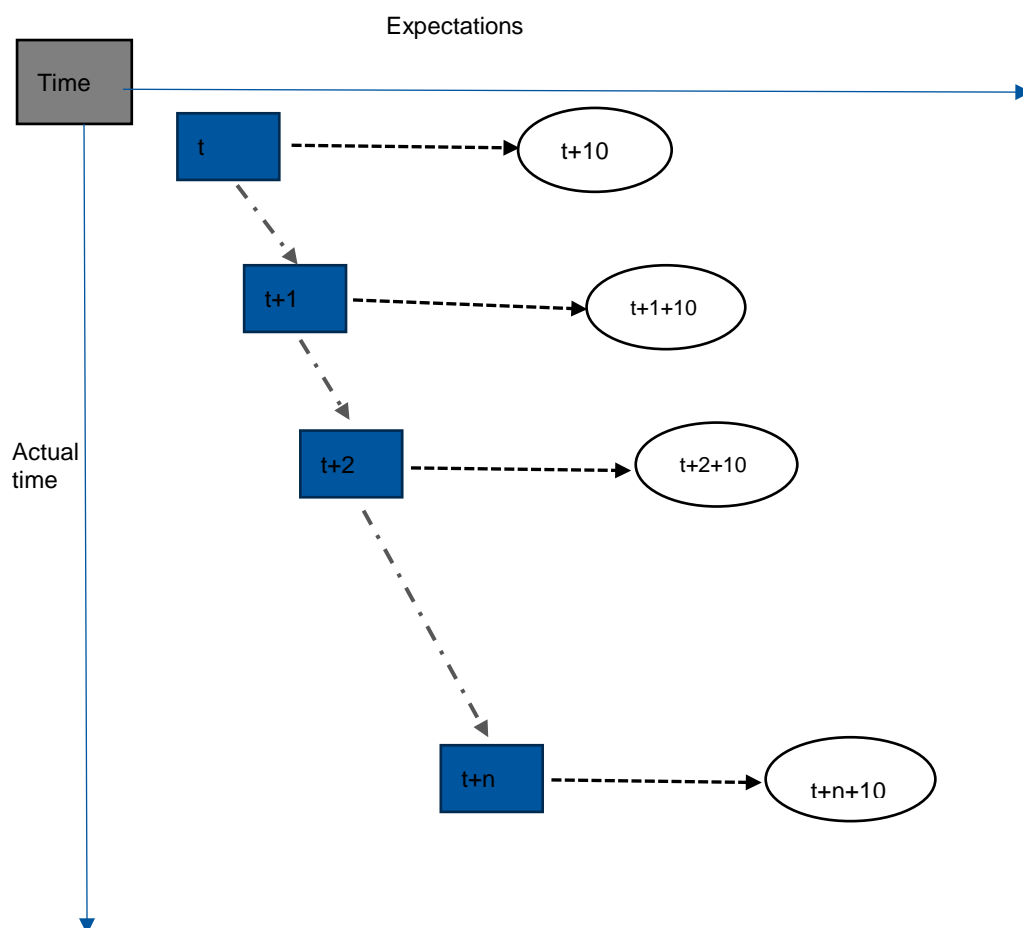 Expectations
Time
t
t+10
t+1
t+1+10
Actual
time
t+2
t+2+10
t+n
t+n+10